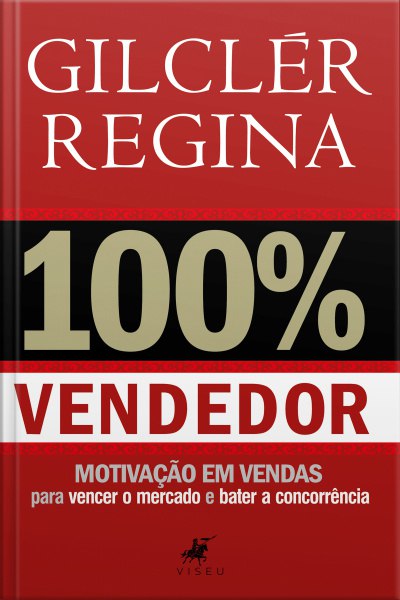 GILCLÉR
REGINA
100%
VENDEDOR
MOTIVAÇÃO EM VENDAS
para vencer o mercado e bater a concorrência
VISEU